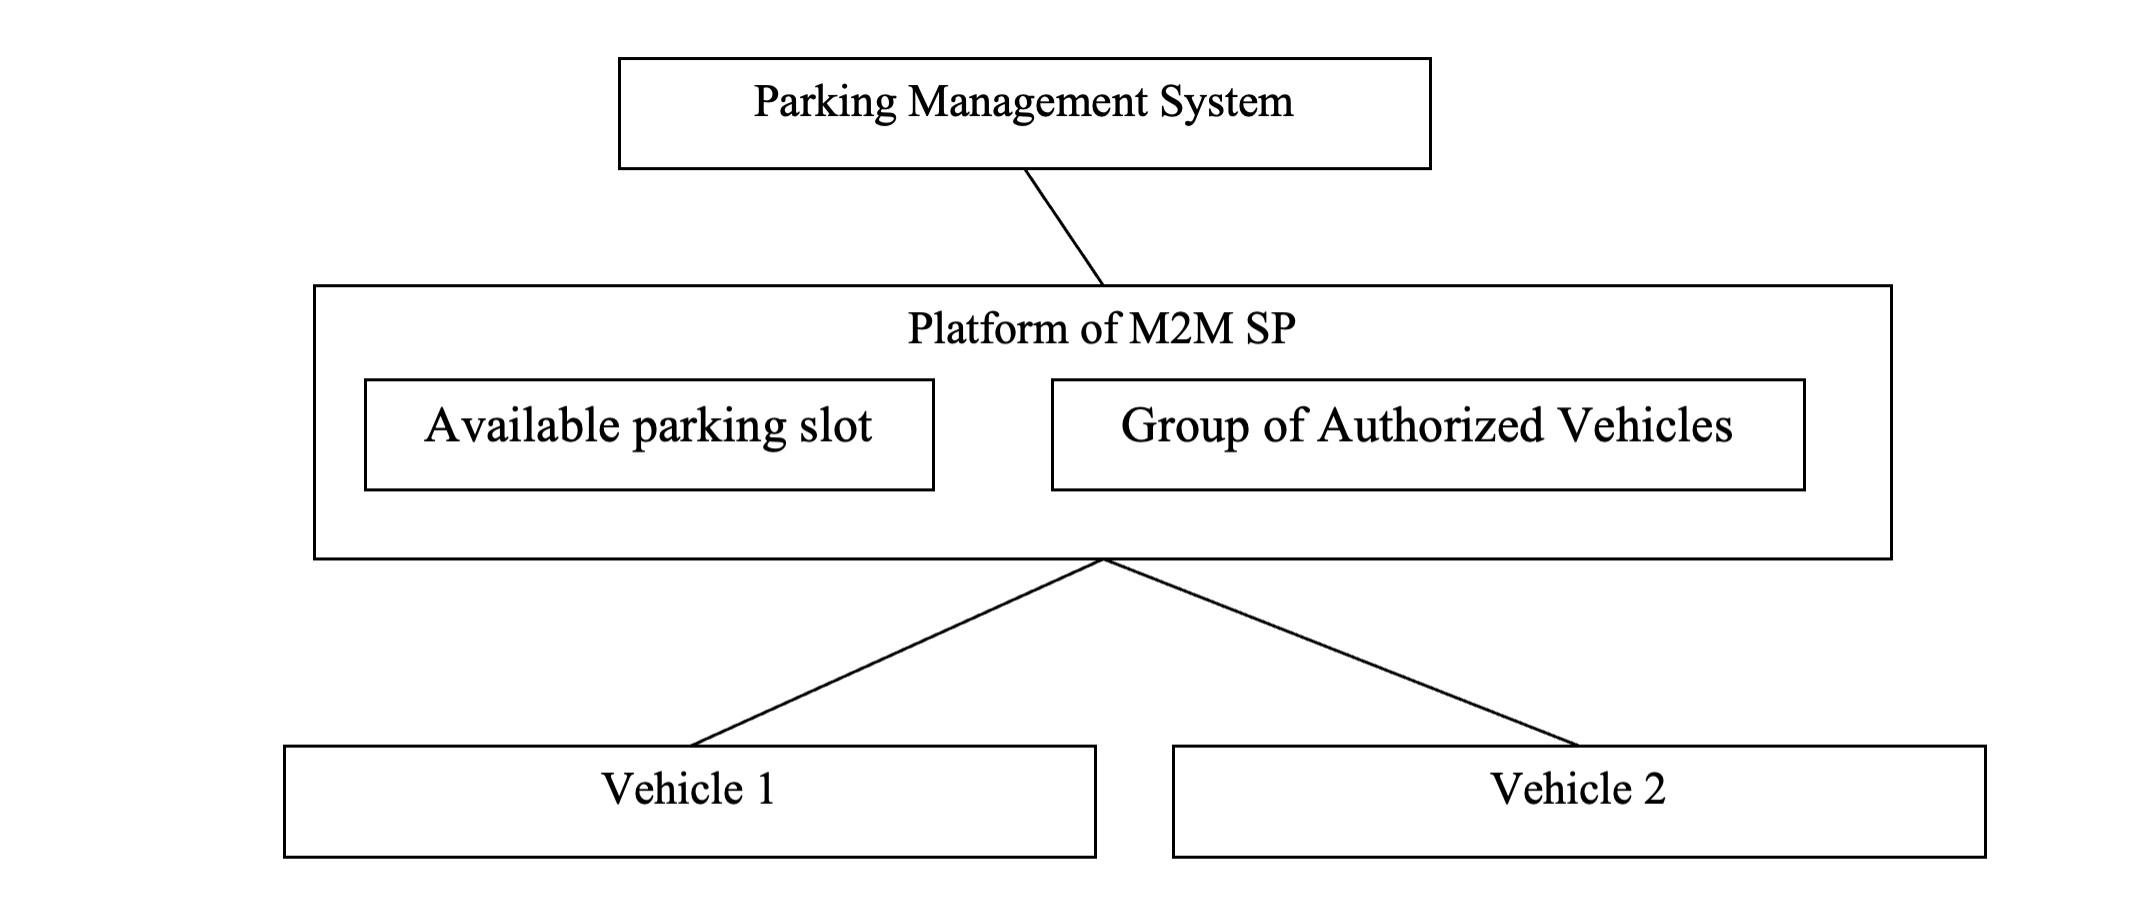 Parking Management System
Platform of M2M SP
Available parking slot
Group of Authorized Vehicles
Vehicle 1
Vehicle 2